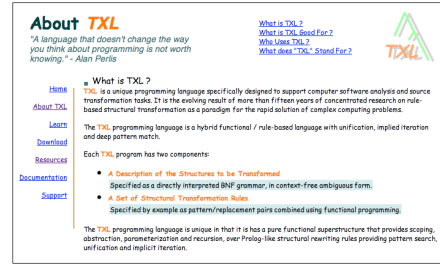 About TXL
"A language that doesn't change the way
you think about programming is not worth
knowing." - Alan Perlis
What is TXL ?
What is TXL Good For ?
Who Uses TXL ?
What does "TXL" Stand For ?
TXL
Home
About TXL
Learn
Download
Resources
Documentation
Support
What is TXL ?
TXL is a unique programming language specifically designed to support computer software analysis and source
transformation tasks. It is the evolving result of more than fifteen years of concentrated research on rule-
based structural transformation as a paradigm for the rapid solution of complex computing problems.
The TXL programming language is a hybrid functional / rule-based language with unification, implied iteration
and deep pattern match.
Each TXL program has two components:
• A Description of the Structures to be Transformed
Specified as a directly interpreted BNF grammar, in context-free ambiguous form.
• A Set of Structural Transformation Rules
Specified by example as pattern/replacement pairs combined using functional programming.
The TXL programming language is unique in that it has a pure functional superstructure that provides scoping,
abstraction, parameterization and recursion, over Prolog-like structural rewriting rules providing pattern search,
unification and implicit iteration.